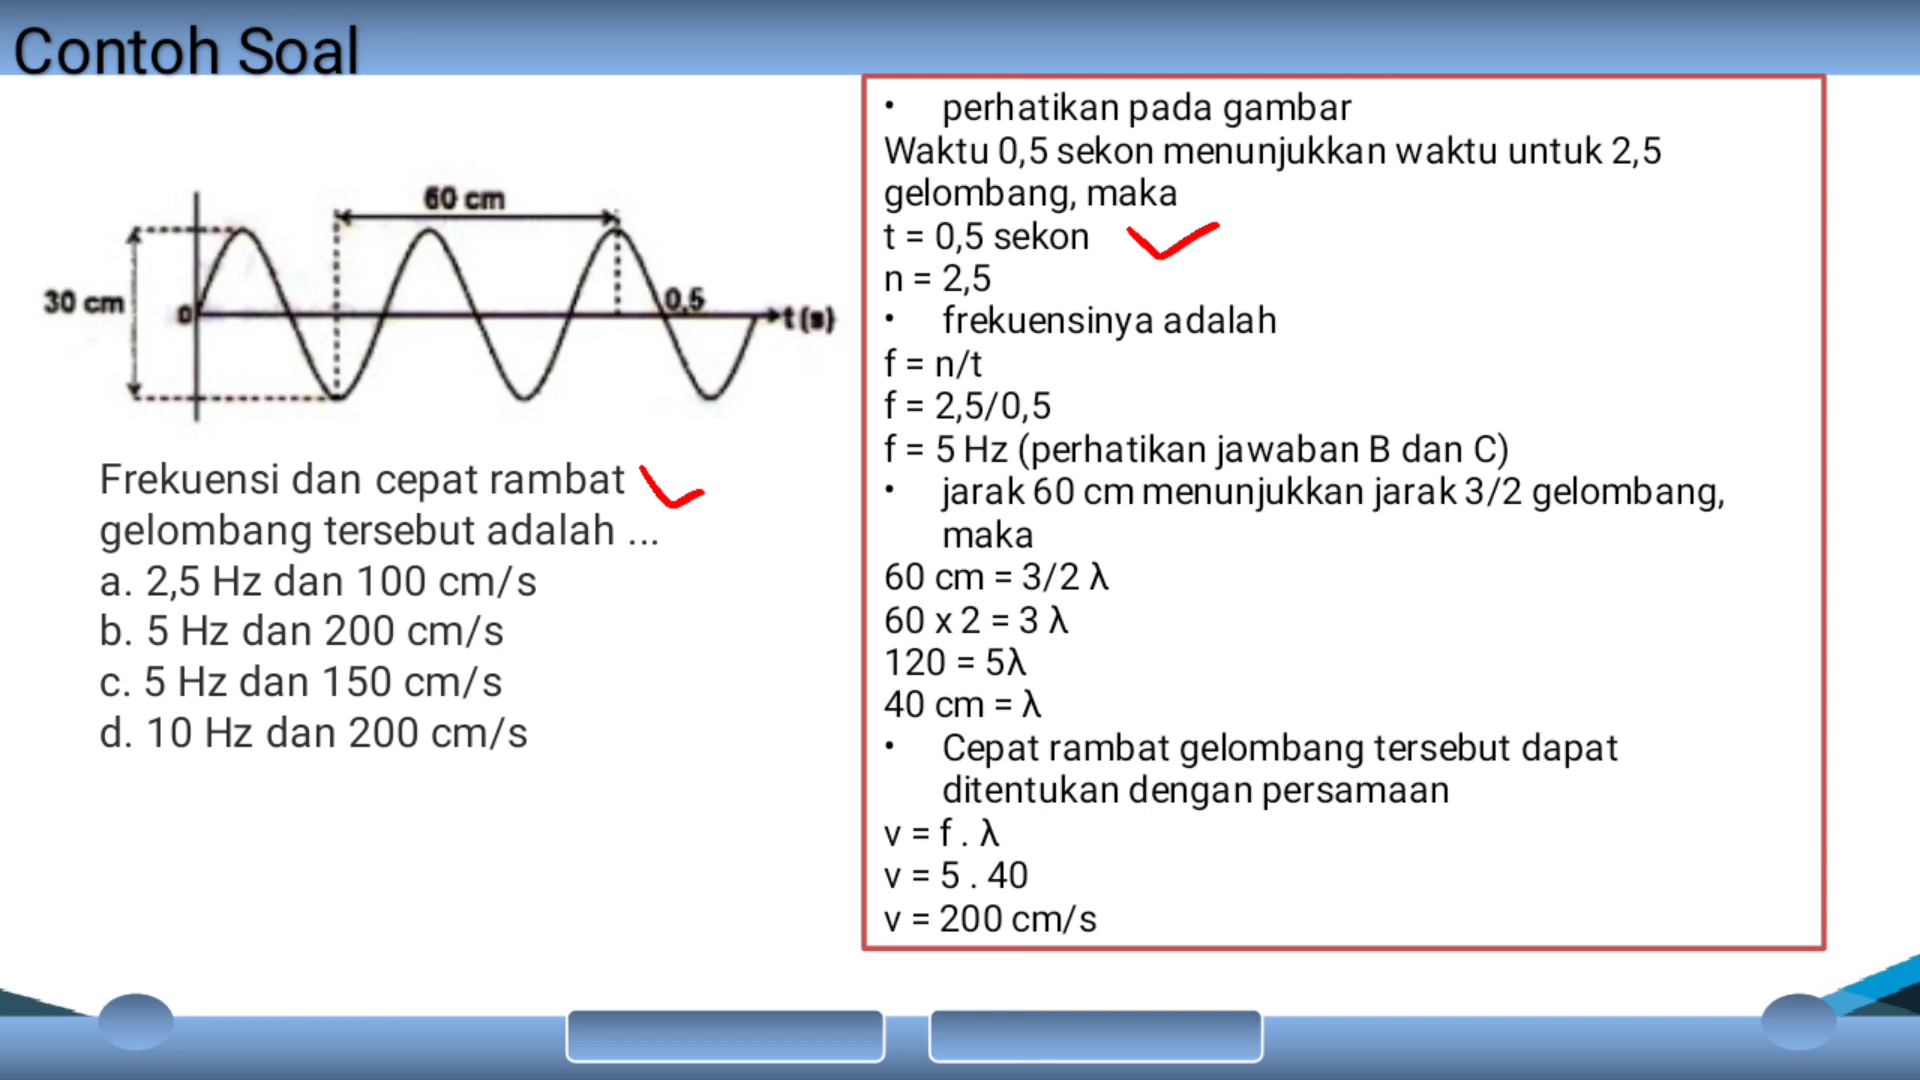 Contoh Soal
60 cm
30 cm
0
0,5
t (s)
Frekuensi dan cepat rambat
gelombang tersebut adalah ...
a. 2,5 Hz dan 100 cm/s
b. 5 Hz dan 200 cm/s
c. 5 Hz dan 150 cm/s
d. 10 Hz dan 200 cm/s
• perhatikan pada gambar
Waktu 0,5 sekon menunjukkan waktu untuk 2,5
gelombang, maka
t = 0,5 sekon
n = 2,5
• frekuensinya adalah
f = n/t
f = 2,5/0,5
f = 5 Hz (perhatikan jawaban B dan C)
• jarak 60 cm menunjukkan jarak 3/2 gelombang,
maka
60 cm = 3/2 λ
60 x 2 = 3 λ
120 = 5λ
40 cm = λ
• Cepat rambat gelombang tersebut dapat
ditentukan dengan persamaan
v = f . λ
v = 5 . 40
v = 200 cm/s